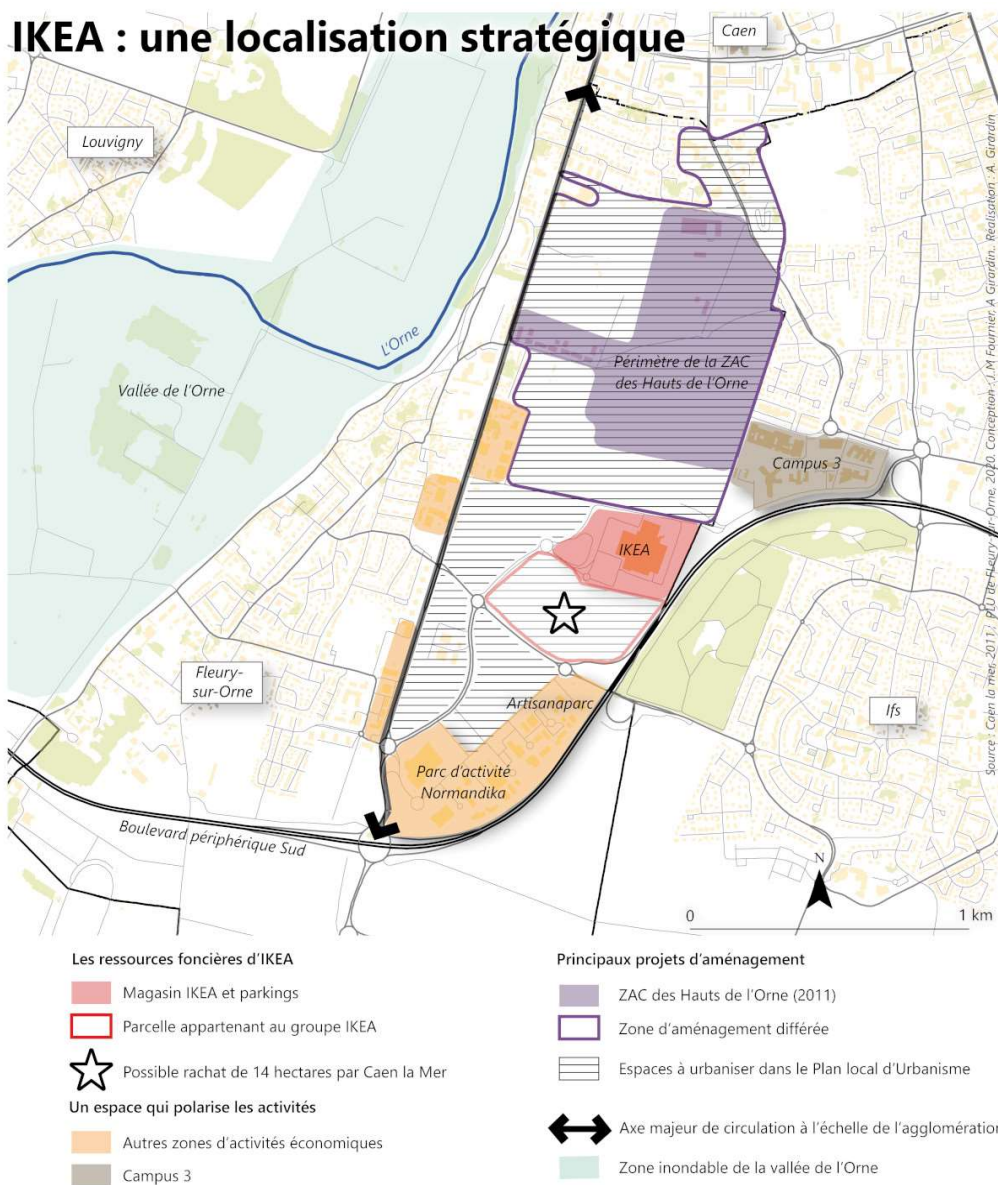 IKEA : une localisation stratégique
Caen
Louvigny
L'Orne
Vallée de l'Orne
Périmètre de la ZAC
des Hauts de l'Orne
Campus 3
IKEA
Fleury-
sur-Orne
Artisanaparc
Ifs
Parc d'activité
Normandika
Boulevard périphérique Sud
N
0 1 km
Source : Caen la mer, 2011 ; PLU de Fleury-sur-Orne, 2020. Conception : J.M Fournier, A Girardin.. Realisation : A. Girardin
Les ressources foncières d'IKEA
Magasin IKEA et parkings
Parcelle appartenant au groupe IKEA
Possible rachat de 14 hectares par Caen la Mer
Un espace qui polarise les activités
Autres zones d'activités économiques
Campus 3
Principaux projets d'aménagement
ZAC des Hauts de l'Orne (2011)
Zone d'aménagement différée
Espaces à urbaniser dans le Plan local d'Urbanisme
Axe majeur de circulation à l'échelle de l'agglomération
Zone inondable de la vallée de l'Orne